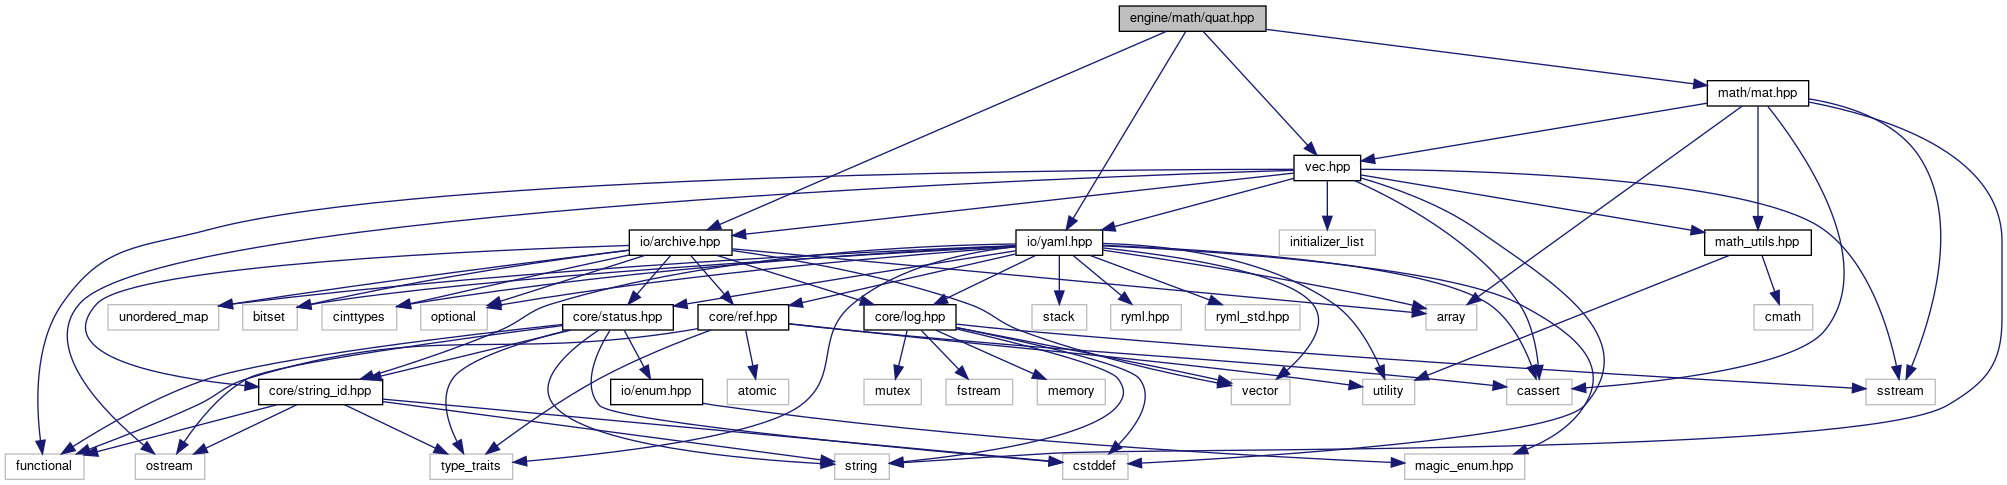 engine/math/quat.hpp
math/mat.hpp
vec.hpp
io/archive.hpp
io/yaml.hpp
initializer_list
math_utils.hpp
unordered_map
bitset
cinttypes
optional
core/status.hpp
core/ref.hpp
core/log.hpp
stack
ryml.hpp
ryml_std.hpp
array
cmath
core/string_id.hpp
io/enum.hpp
atomic
mutex
fstream
memory
vector
utility
cassert
sstream
functional
ostream
type_traits
string
cstddef
magic_enum.hpp